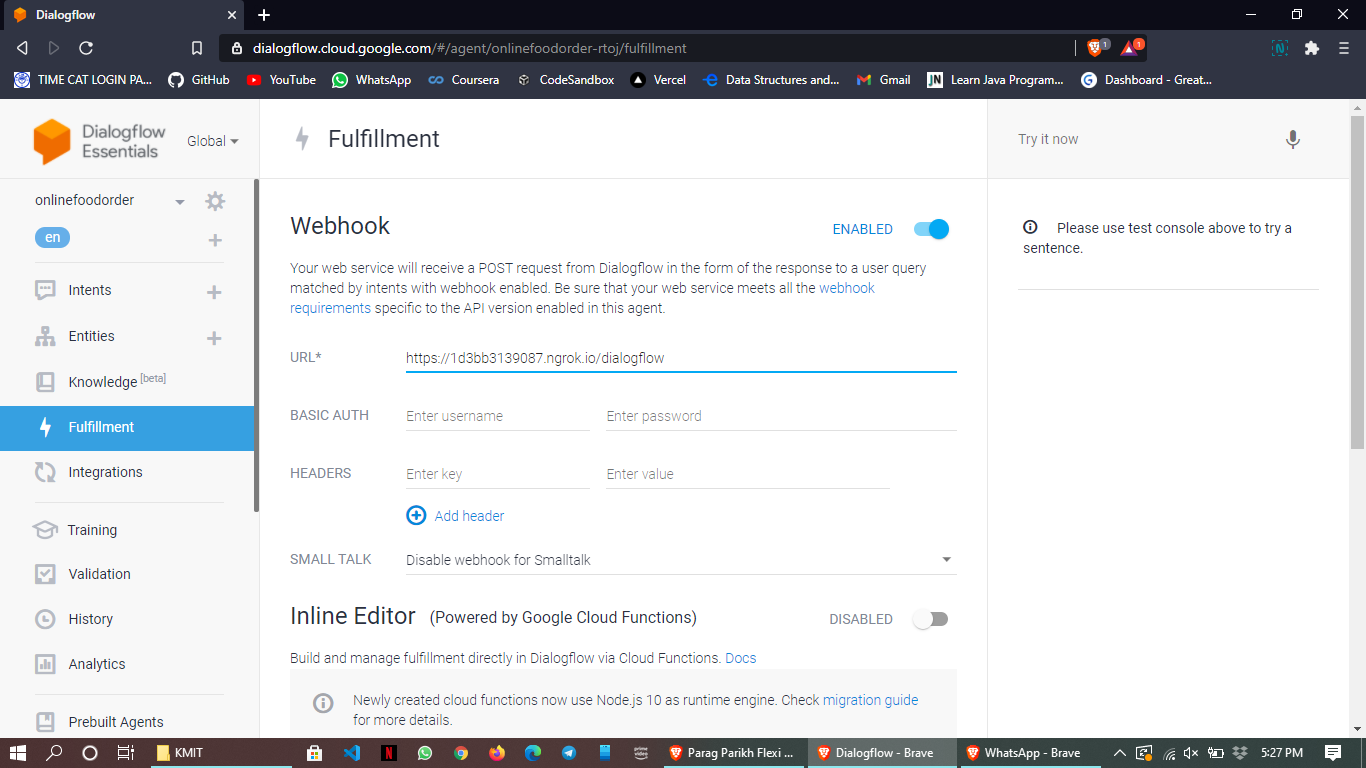 Dialogflow
dialogflow.cloud.google.com/#/agent/onlinefoodorder-rtoj/fulfillment
1
1
TIME CAT LOGIN PA...
GitHub
YouTube
WhatsApp
Coursera
CodeSandbox
Vercel
Data Structures and...
Gmail
JN
Learn Java Program...
Dashboard - Great...
Dialogflow
Essentials
Global
Fulfillment
Try it now
onlinefoodorder
en
Intents
Entities
Knowledge [beta]
Fulfillment
Integrations
Training
Validation
History
Analytics
Prebuilt Agents
Webhook
ENABLED
Your web service will receive a POST request from Dialogflow in the form of the response to a user query
matched by intents with webhook enabled. Be sure that your web service meets all the webhook
requirements specific to the API version enabled in this agent.
URL*
https://1d3bb3139087.ngrok.io/dialogflow
BASIC AUTH
Enter username
Enter password
HEADERS
Enter key
Enter value
Add header
SMALL TALK
Disable webhook for Smalltalk
Inline Editor (Powered by Google Cloud Functions)
DISABLED
Build and manage fulfillment directly in Dialogflow via Cloud Functions. Docs
Newly created cloud functions now use Node.js 10 as runtime engine. Check migration guide
for more details.
Please use test console above to try a
sentence.
KMIT
prime video
Parag Parikh Flexi ...
Dialogflow - Brave
WhatsApp - Brave
5:27 PM